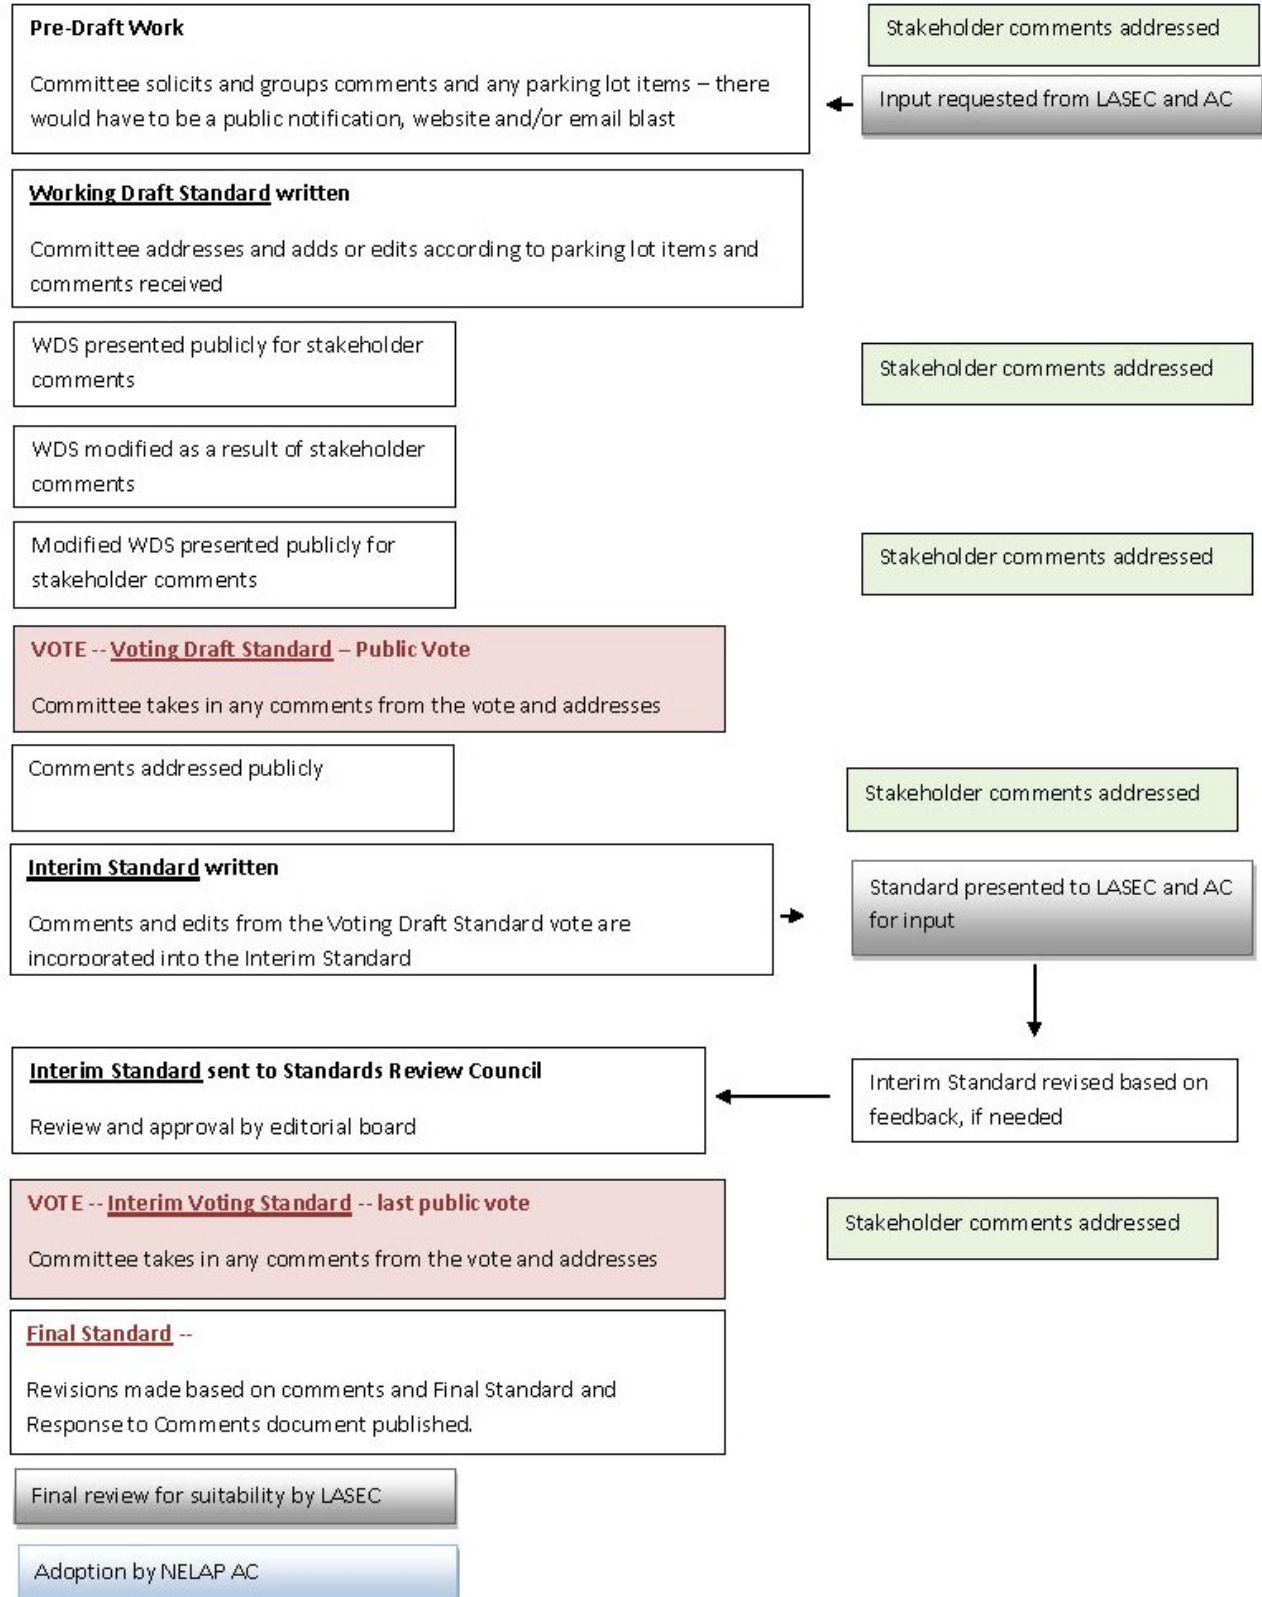 Pre-Draft Work
Stakeholder comments addressed
Committee solicits and groups comments and any parking lot items – there
would have to be a public notification, website and/or email blast
Input requested from LASEC and AC
Working Draft Standard written
Committee addresses and adds or edits according to parking lot items and
comments received
WDS presented publicly for stakeholder
comments
Stakeholder comments addressed
WDS modified as a result of stakeholder
comments
Modified WDS presented publicly for
stakeholder comments
Stakeholder comments addressed
VOTE -- Voting Draft Standard – Public Vote
Committee takes in any comments from the vote and addresses
Comments addressed publicly
Stakeholder comments addressed
Interim Standard written
Comments and edits from the Voting Draft Standard vote are
incorporated into the Interim Standard
Standard presented to LASEC and AC
for input
Interim Standard sent to Standards Review Council
Review and approval by editorial board
Interim Standard revised based on
feedback, if needed
VOTE -- Interim Voting Standard -- last public vote
Committee takes in any comments from the vote and addresses
Stakeholder comments addressed
Final Standard --
Revisions made based on comments and Final Standard and
Response to Comments document published.
Final review for suitability by LASEC
Adoption by NELAP AC